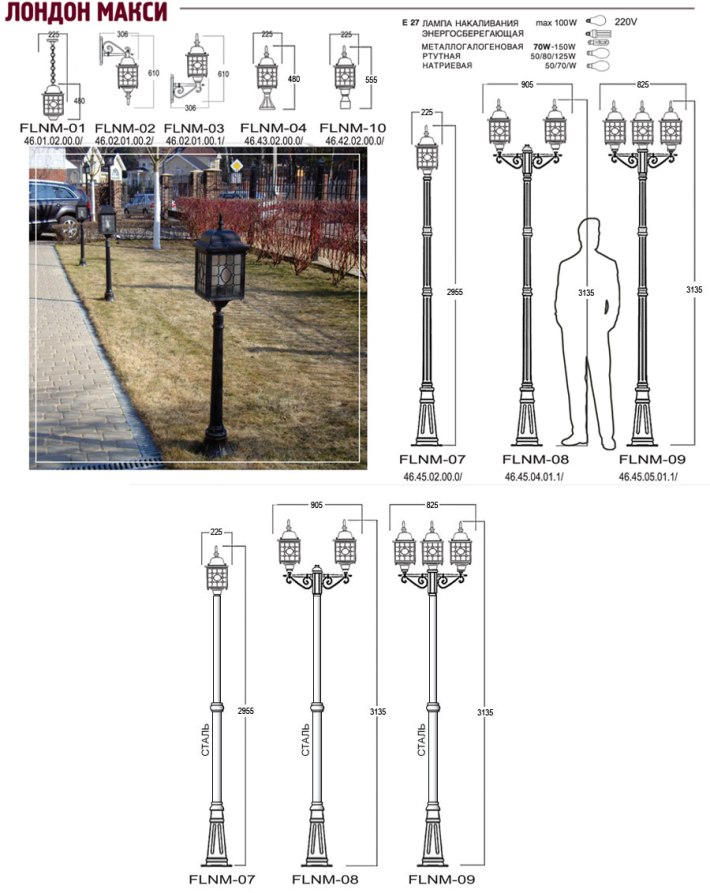 ЛОНДОН МАКСИ
E 27 ЛАМПА НАКАЛИВАНИЯ max 100W 220V
ЭНЕРГОСБЕРЕГАЮЩАЯ
МЕТАЛЛОГАЛОГЕНОВАЯ 70W-150W
РТУТНАЯ 50/80/125W
НАТРИЕВАЯ 50/70/W
225 306 225 225
610 610 480 555
480 306
FLNM-01 FLNM-02 FLNM-03 FLNM-04 FLNM-10
46.01.02.00.0/ 46.02.01.00.2/ 46.02.01.00.1/ 46.43.02.00.0/ 46.42.02.00.0/
905 825
225
2955 3135 3135
FLNM-07 FLNM-08 FLNM-09
46.45.02.00.0/ 46.45.04.01.1/ 46.45.05.01.1/
905 825
225
2955 3135 3135
СТАЛЬ СТАЛЬ СТАЛЬ
FLNM-07 FLNM-08 FLNM-09